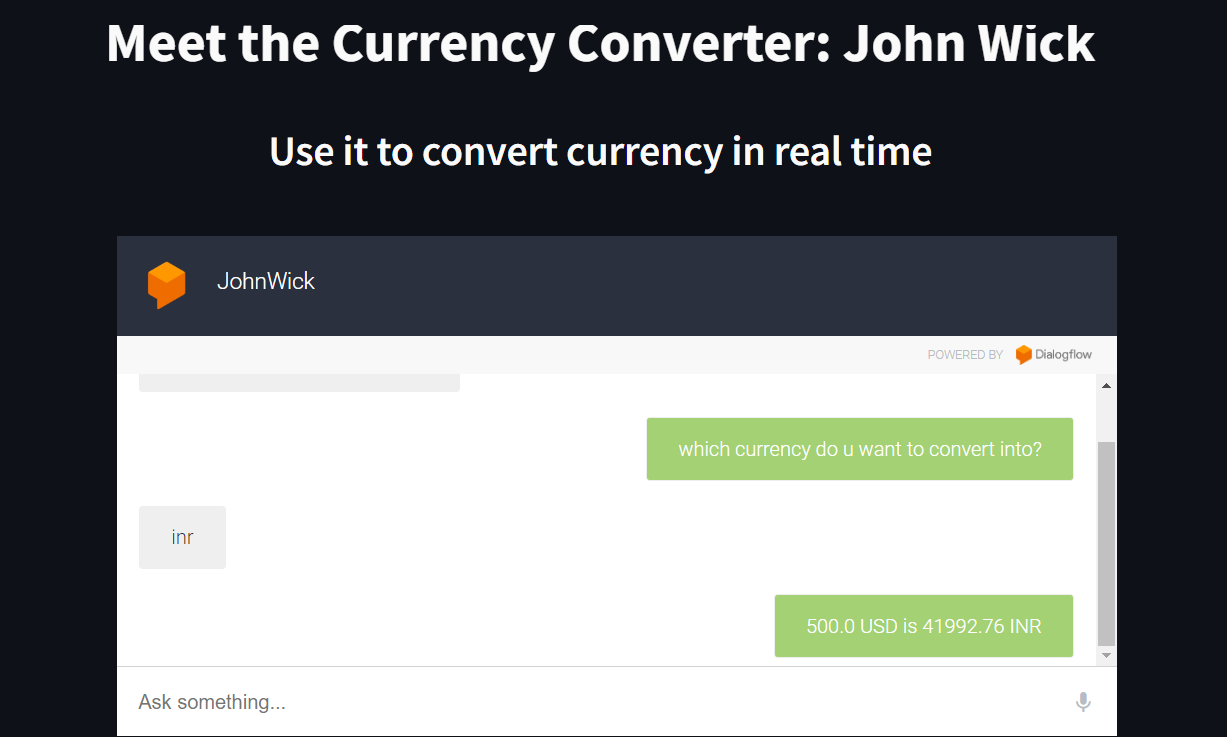 Meet the Currency Converter: John Wick
Use it to convert currency in real time
JohnWick
POWERED BY Dialogflow
which currency do u want to convert into?
inr
500.0 USD is 41992.76 INR
Ask something...